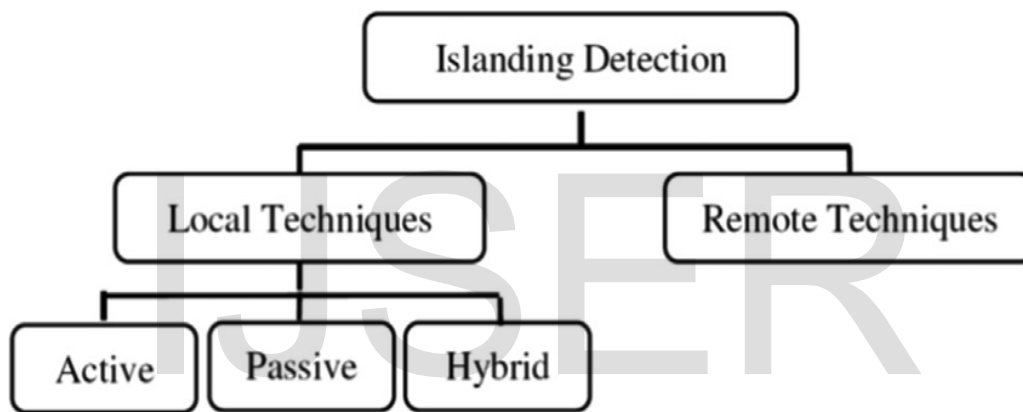 Islanding Detection
Local Techniques
Remote Techniques
Active
Passive
Hybrid
IJSER